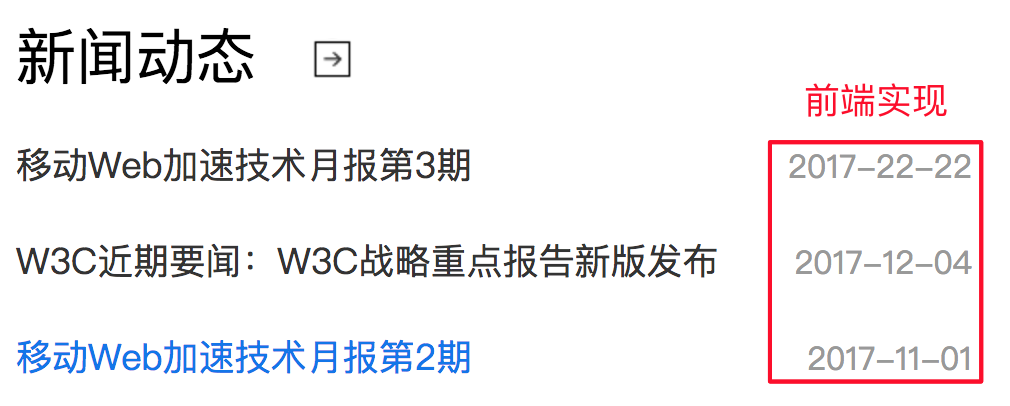 新闻动态
前端实现
移动Web加速技术月报第3期 2017-22-22
W3C近期要闻：W3C战略重点报告新版发布 2017-12-04
移动Web加速技术月报第2期 2017-11-01